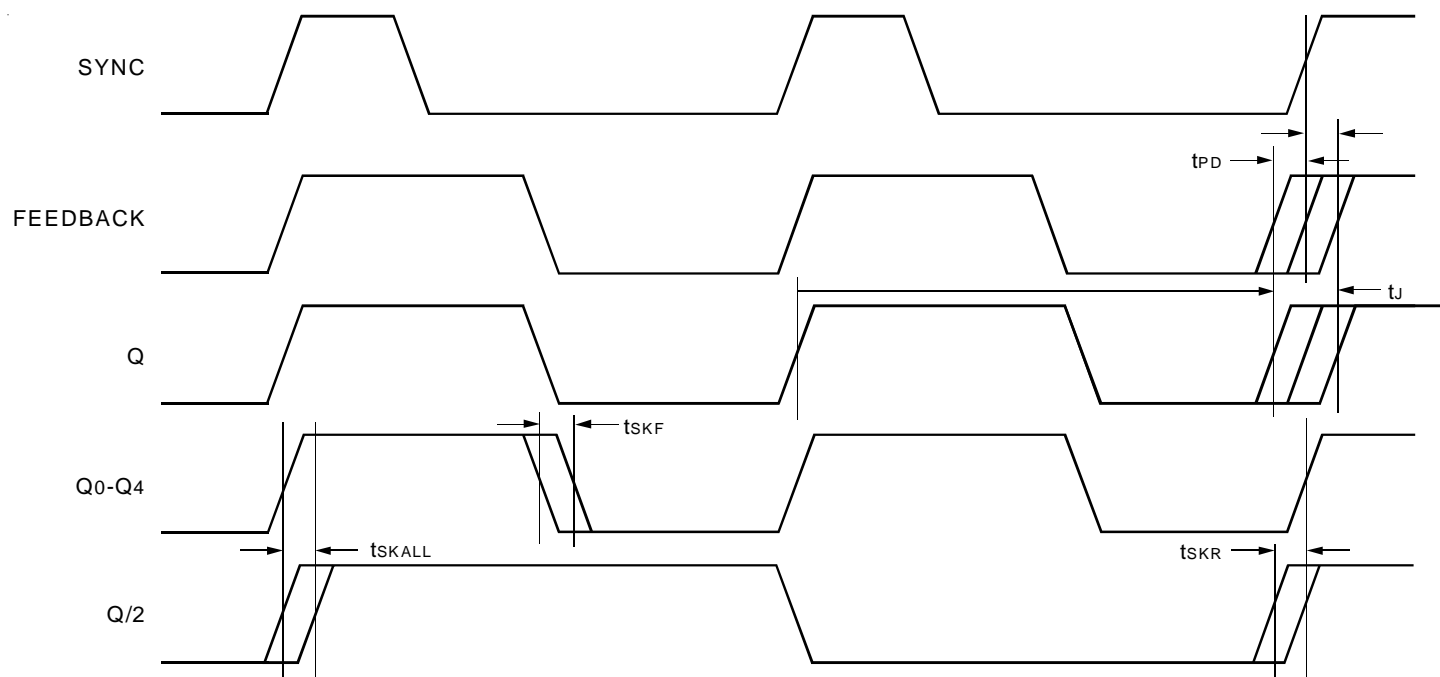 SYNC
tPD
FEEDBACK
tJ
Q
tSKF
Q0-Q4
tSKALL
tSKR
Q/2